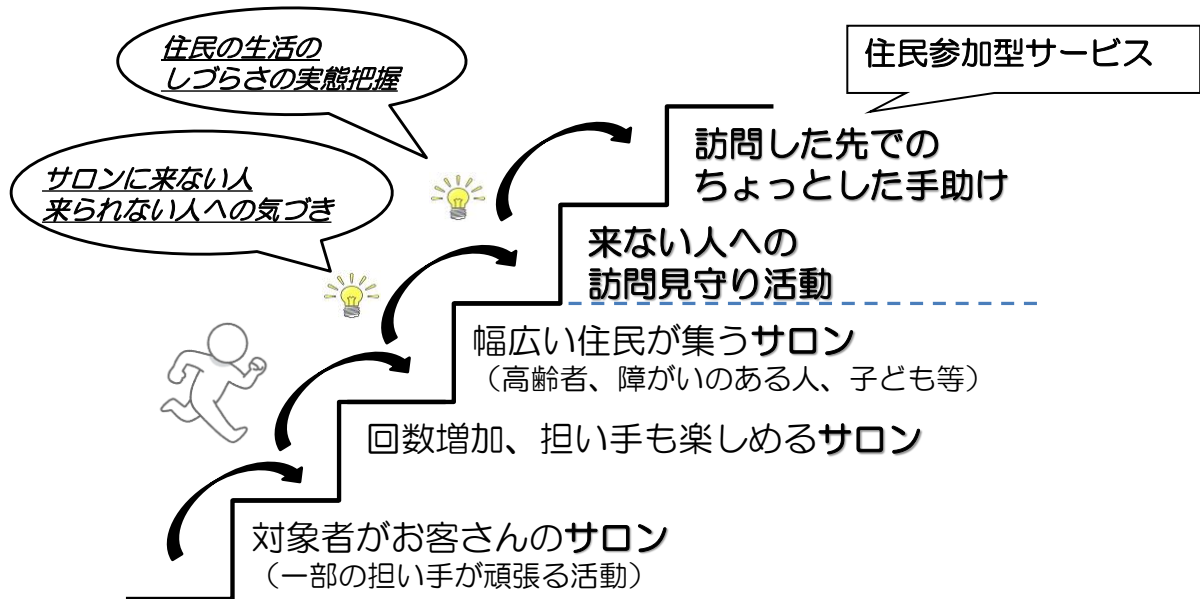 住民の生活の
しづらさの実態把握
住民参加型サービス
訪問した先での
ちょっとした手助け
サロンに来ない人
来られない人への気づき
来ない人への
訪問見守り活動
幅広い住民が集うサロン
（高齢者、障がいのある人、子ども等）
回数増加、担い手も楽しめるサロン
対象者がお客さんのサロン
（一部の担い手が頑張る活動）